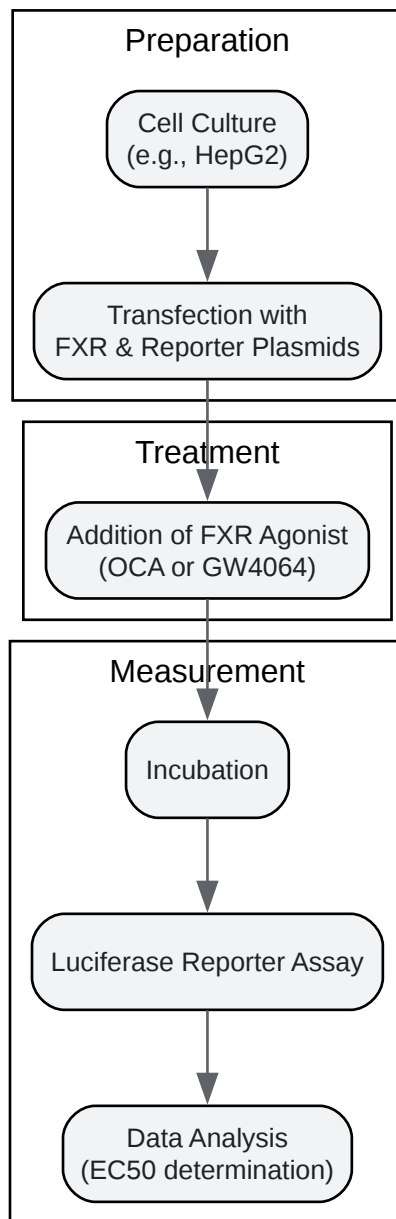 Preparation
Cell Culture
(e.g., HepG2)
Transfection with
FXR & Reporter Plasmids
Treatment
Addition of FXR Agonist
(OCA or GW4064)
Measurement
Incubation
Luciferase Reporter Assay
Data Analysis
(EC50 determination)